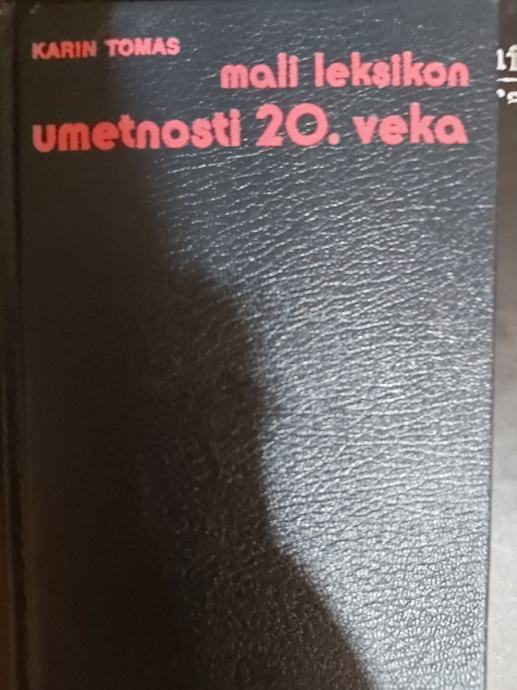 KARIN TOMAS
mali leksikon
umetnosti 20. veka